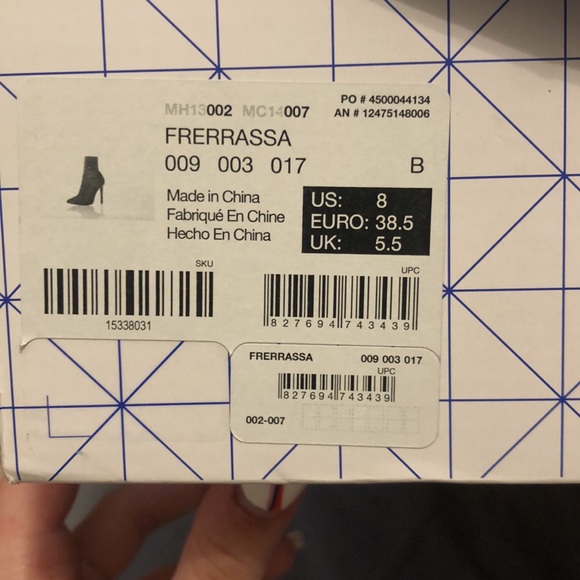 MH13002 MC14007
PO # 4500044134
AN # 12475148006
FRERRASSA
009 003 017 B
Made in China
Fabriqué En Chine
Hecho En China
US: 8
EURO: 38.5
UK: 5.5
SKU
15338031
UPC
827694743439
FRERRASSA 009 003 017
UPC
827694743439
002-007